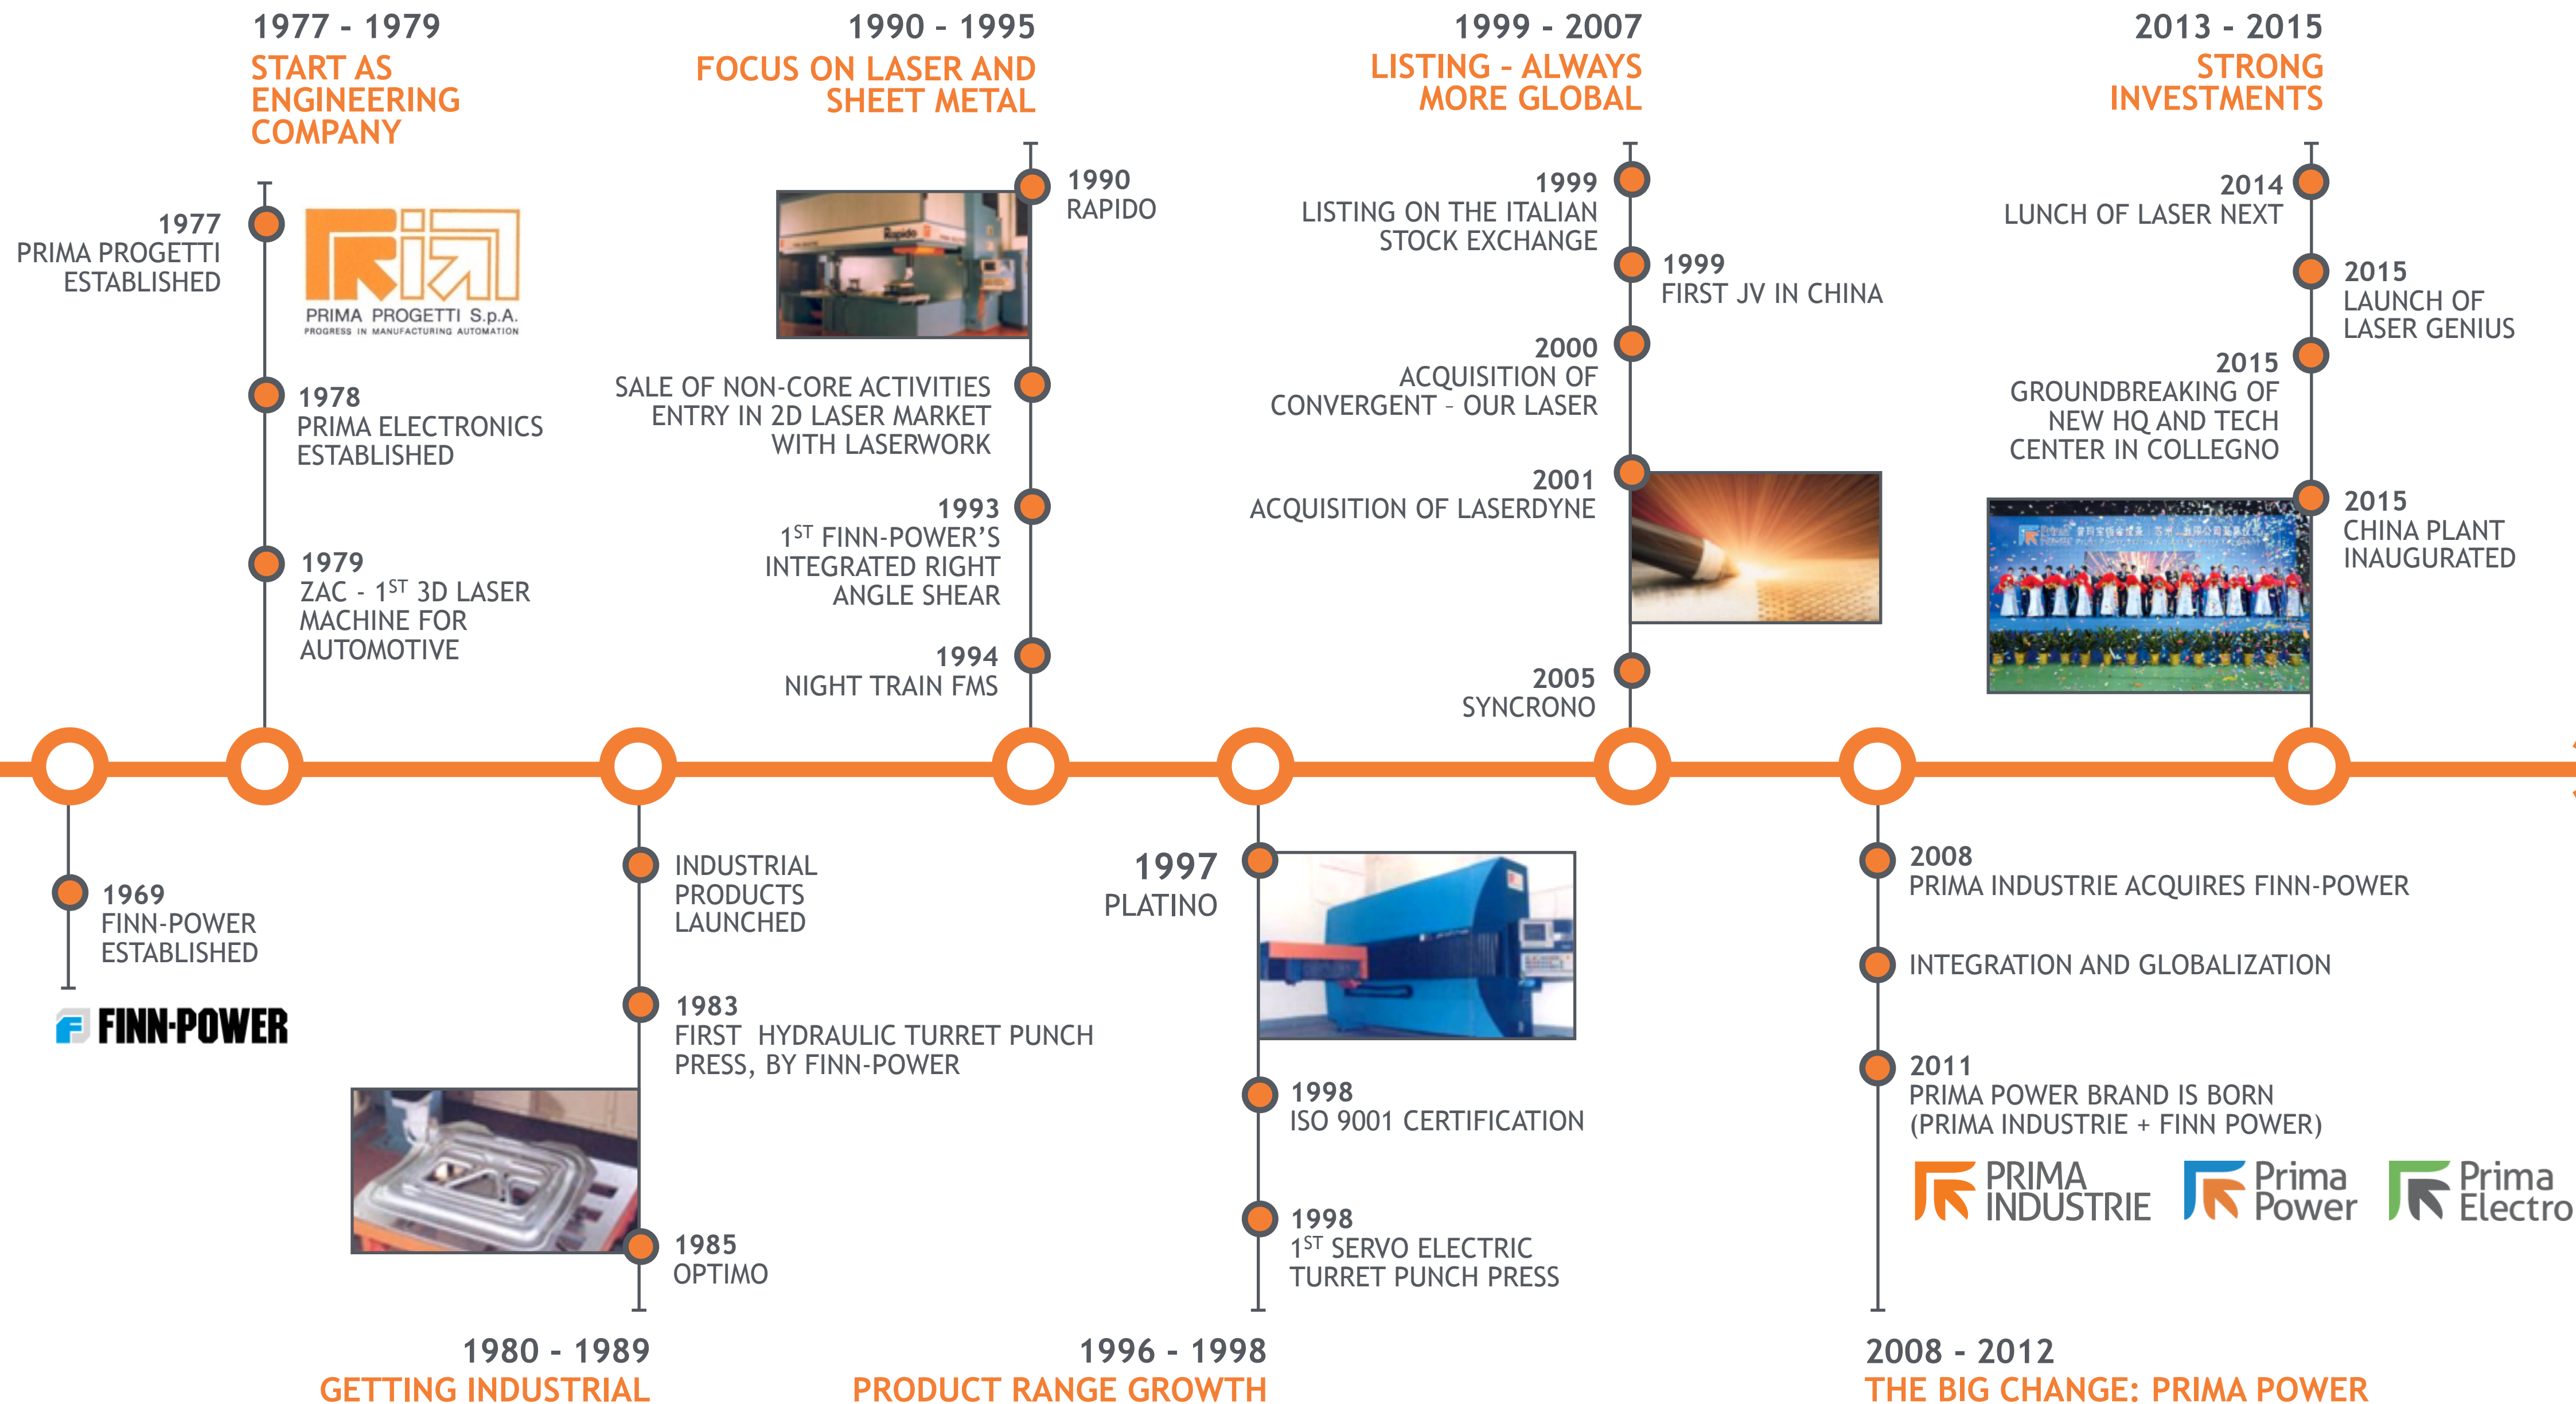 1977 - 1979
START AS
ENGINEERING
COMPANY
1977
PRIMA PROGETTI
ESTABLISHED
PRIMA PROGETTI S.p.A.
PROGRESS IN MANUFACTURING AUTOMATION
1978
PRIMA ELECTRONICS
ESTABLISHED
1979
ZAC - 1ST 3D LASER
MACHINE FOR
AUTOMOTIVE
1990 - 1995
FOCUS ON LASER AND
SHEET METAL
1990
RAPIDO
Rapido
SALE OF NON-CORE ACTIVITIES
ENTRY IN 2D LASER MARKET
WITH LASERWORK
1993
1ST FINN-POWER'S
INTEGRATED RIGHT
ANGLE SHEAR
1994
NIGHT TRAIN FMS
1999 - 2007
LISTING – ALWAYS
MORE GLOBAL
1999
LISTING ON THE ITALIAN
STOCK EXCHANGE
1999
FIRST JV IN CHINA
2000
ACQUISITION OF
CONVERGENT – OUR LASER
2001
ACQUISITION OF LASERDYNE
2005
SYNCRONO
2013 - 2015
STRONG
INVESTMENTS
2014
LUNCH OF LASER NEXT
2015
LAUNCH OF
LASER GENIUS
2015
GROUNDBREAKING OF
NEW HQ AND TECH
CENTER IN COLLEGNO
2015
CHINA PLANT
INAUGURATED
1969
FINN-POWER
ESTABLISHED
FINN-POWER
INDUSTRIAL
PRODUCTS
LAUNCHED
1983
FIRST HYDRAULIC TURRET PUNCH
PRESS, BY FINN-POWER
1985
OPTIMO
1980 - 1989
GETTING INDUSTRIAL
1997
PLATINO
1998
ISO 9001 CERTIFICATION
1998
1ST SERVO ELECTRIC
TURRET PUNCH PRESS
1996 - 1998
PRODUCT RANGE GROWTH
2008
PRIMA INDUSTRIE ACQUIRES FINN-POWER
INTEGRATION AND GLOBALIZATION
2011
PRIMA POWER BRAND IS BORN
(PRIMA INDUSTRIE + FINN POWER)
PRIMA
INDUSTRIE
Prima
Power
Prima
Electro
2008 - 2012
THE BIG CHANGE: PRIMA POWER